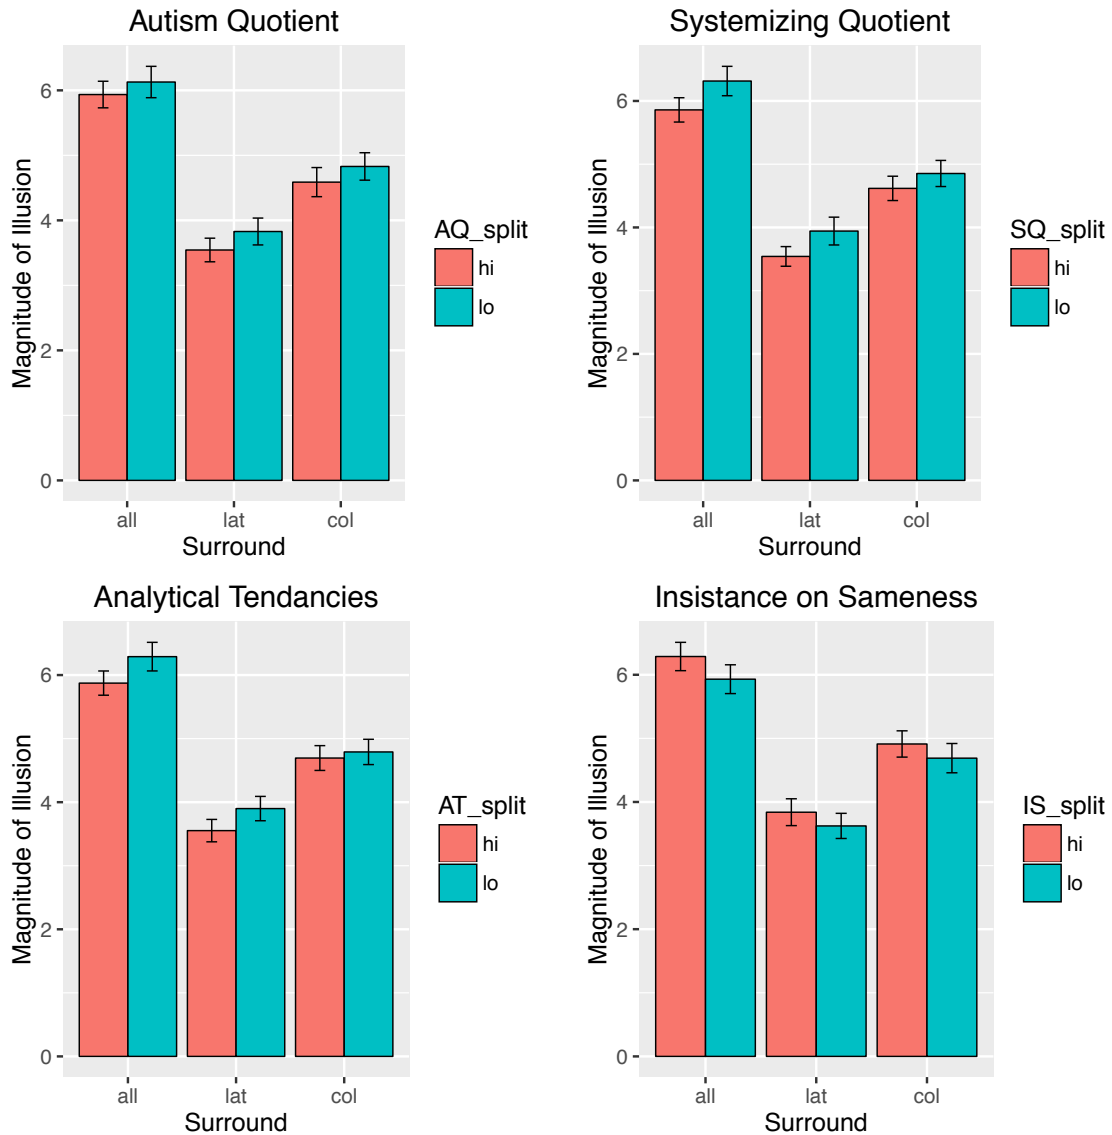 Autism Quotient
Magnitude of Illusion
6
4
2
0
all lat col
Surround
AQ_split
hi
lo
Systemizing Quotient
Magnitude of Illusion
6
4
2
0
all lat col
Surround
SQ_split
hi
lo
Analytical Tendancies
Magnitude of Illusion
6
4
2
0
all lat col
Surround
AT_split
hi
lo
Insistance on Sameness
Magnitude of Illusion
6
4
2
0
all lat col
Surround
IS_split
hi
lo